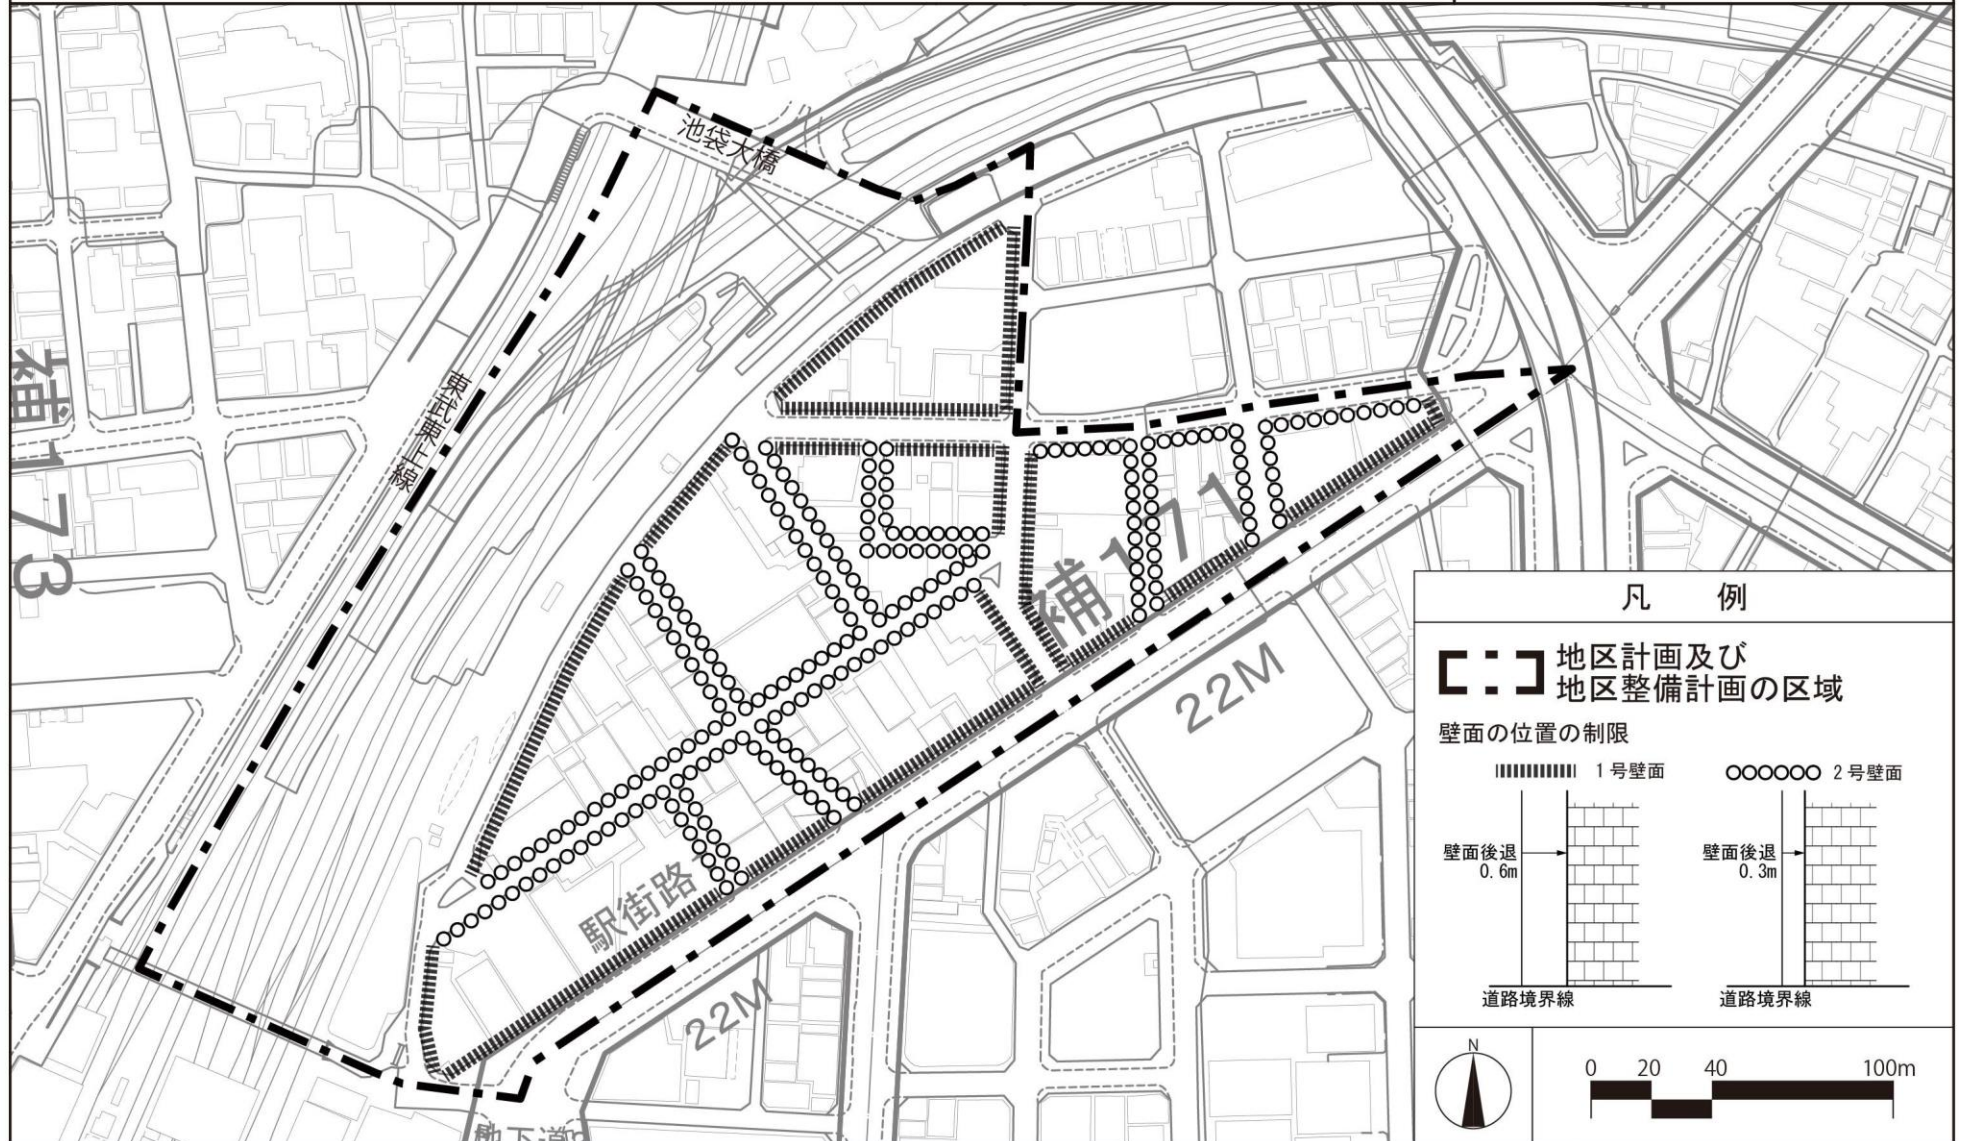 池袋大橋
東武東上線
補173
補171
22M
駅街路
22M
地下道
凡　例
地区計画及び
地区整備計画の区域
壁面の位置の制限
1号壁面
2号壁面
壁面後退
0.6m
壁面後退
0.3m
道路境界線
道路境界線
N
0 20 40 100m